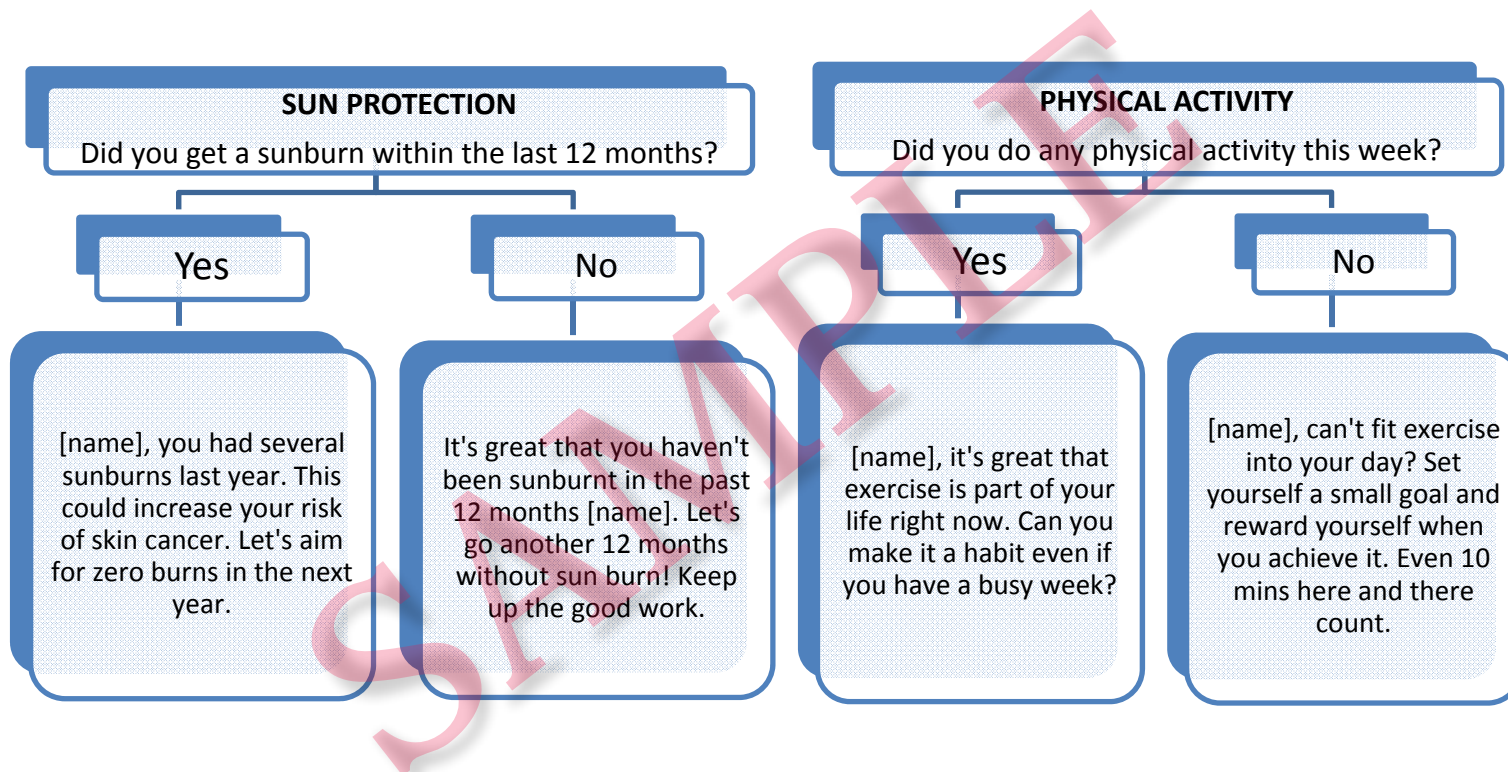 SUN PROTECTION
Did you get a sunburn within the last 12 months?
Yes
No
[name], you had several
sunburns last year. This
could increase your risk
of skin cancer. Let's aim
for zero burns in the next
year.
It's great that you haven't
been sunburnt in the past
12 months [name]. Let's
go another 12 months
without sun burn! Keep
up the good work.
PHYSICAL ACTIVITY
Did you do any physical activity this week?
Yes
No
[name], it's great that
exercise is part of your
life right now. Can you
make it a habit even if
you have a busy week?
[name], can't fit exercise
into your day? Set
yourself a small goal and
reward yourself when
you achieve it. Even 10
mins here and there
count.
SAMPLE